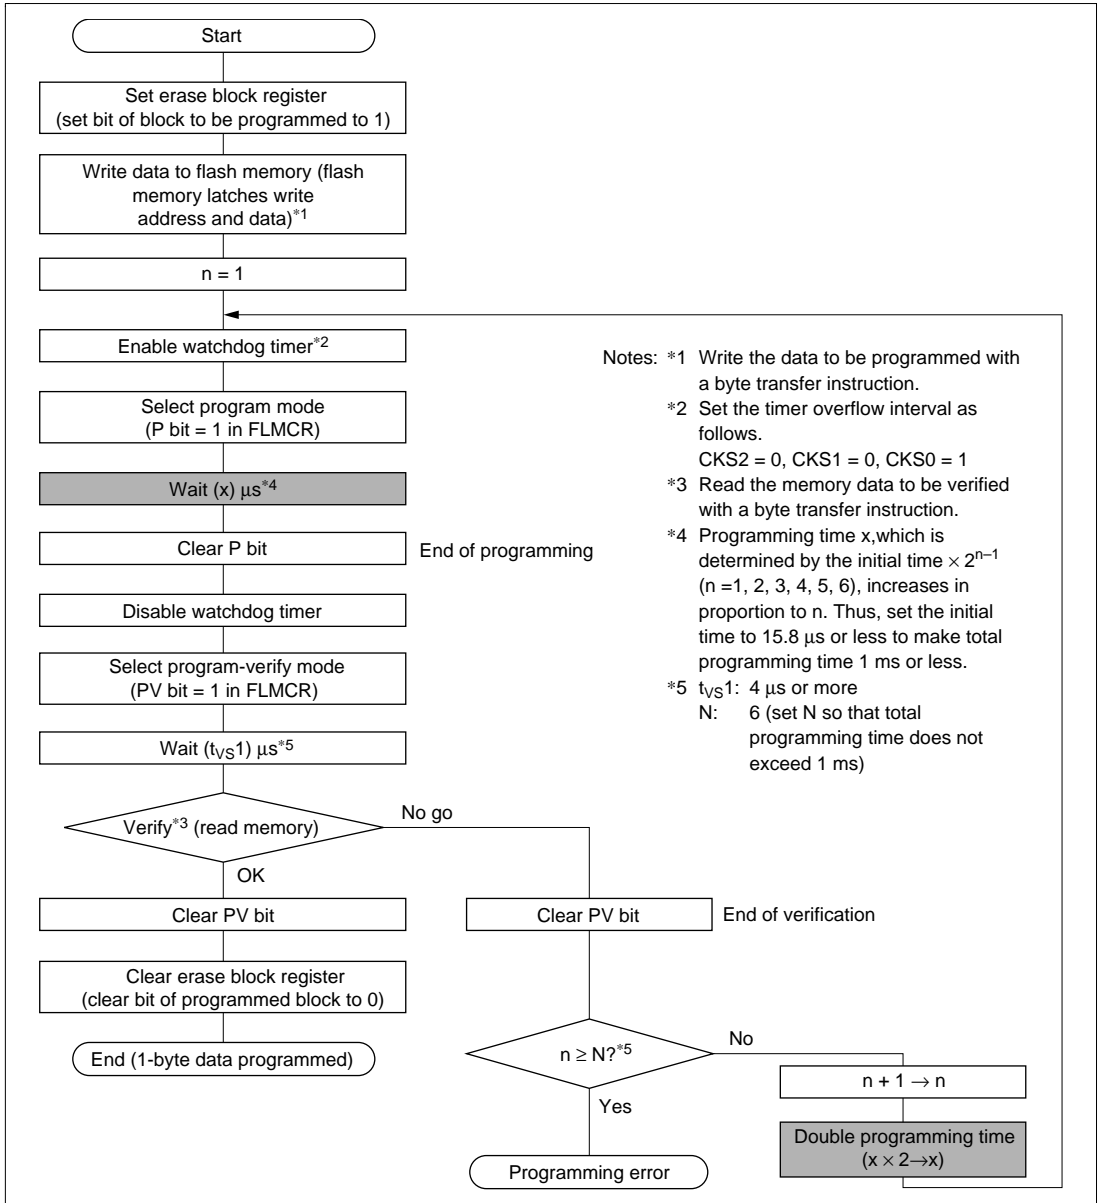 Start
Set erase block register
(set bit of block to be programmed to 1)
Write data to flash memory (flash
memory latches write
address and data)*1
n = 1
Enable watchdog timer*2
Select program mode
(P bit = 1 in FLMCR)
Wait (x) μs*4
Clear P bit
End of programming
Disable watchdog timer
Select program-verify mode
(PV bit = 1 in FLMCR)
Wait (tVS1) μs*5
Verify*3 (read memory)
No go
OK
Clear PV bit
Clear erase block register
(clear bit of programmed block to 0)
End (1-byte data programmed)
Clear PV bit
End of verification
n ≥ N?*5
No
Yes
n + 1 → n
Double programming time
(x × 2→x)
Programming error
Notes: *1 Write the data to be programmed with
a byte transfer instruction.
*2 Set the timer overflow interval as
follows.
CKS2 = 0, CKS1 = 0, CKS0 = 1
*3 Read the memory data to be verified
with a byte transfer instruction.
*4 Programming time x,which is
determined by the initial time × 2n–1
(n =1, 2, 3, 4, 5, 6), increases in
proportion to n. Thus, set the initial
time to 15.8 μs or less to make total
programming time 1 ms or less.
*5 tVS1: 4 μs or more
N: 6 (set N so that total
programming time does not
exceed 1 ms)